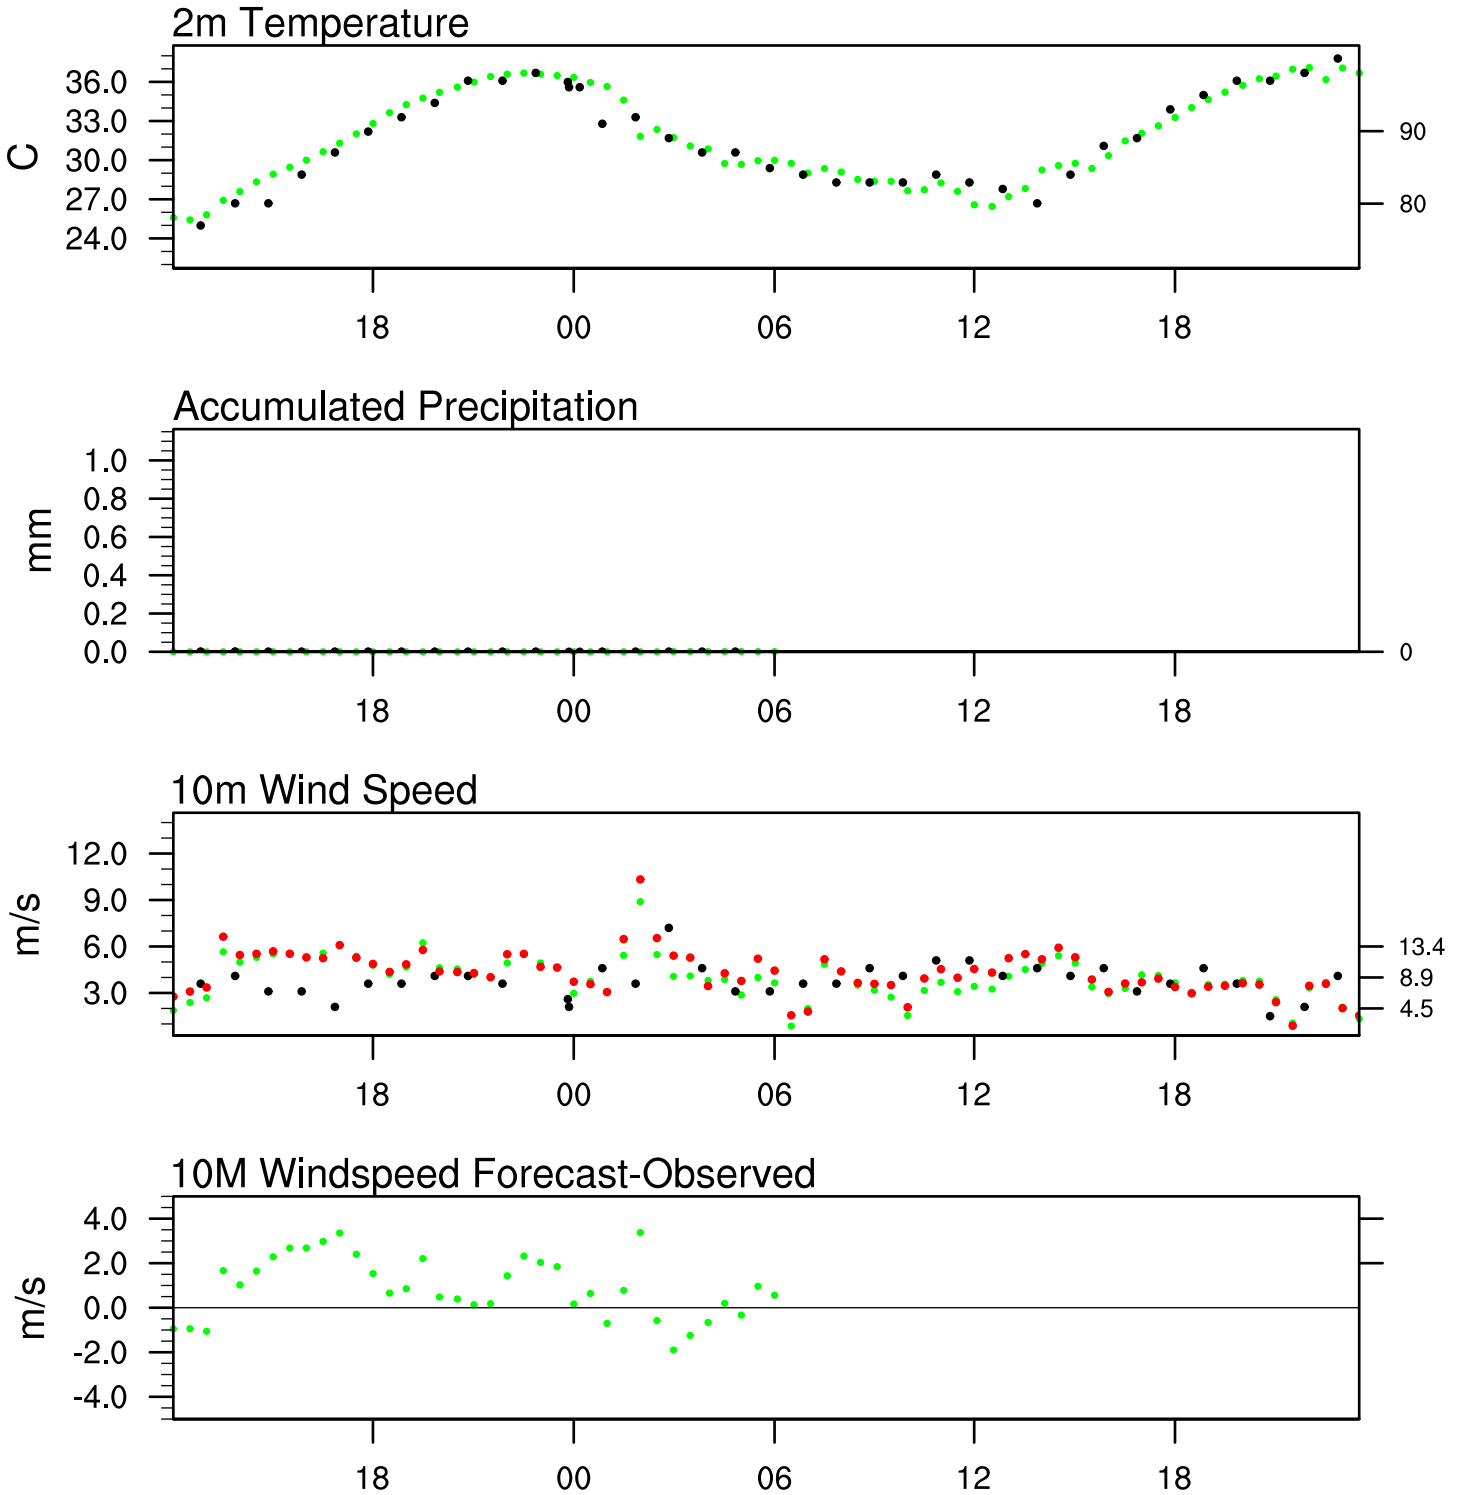 2m Temperature
C
36.0
33.0
30.0
27.0
24.0
90
80
18 00 06 12 18
Accumulated Precipitation
mm
1.0
0.8
0.6
0.4
0.2
0.0
0
18 00 06 12 18
10m Wind Speed
m/s
12.0
9.0
6.0
3.0
13.4
8.9
4.5
18 00 06 12 18
10M Windspeed Forecast-Observed
m/s
4.0
2.0
0.0
-2.0
-4.0
18 00 06 12 18